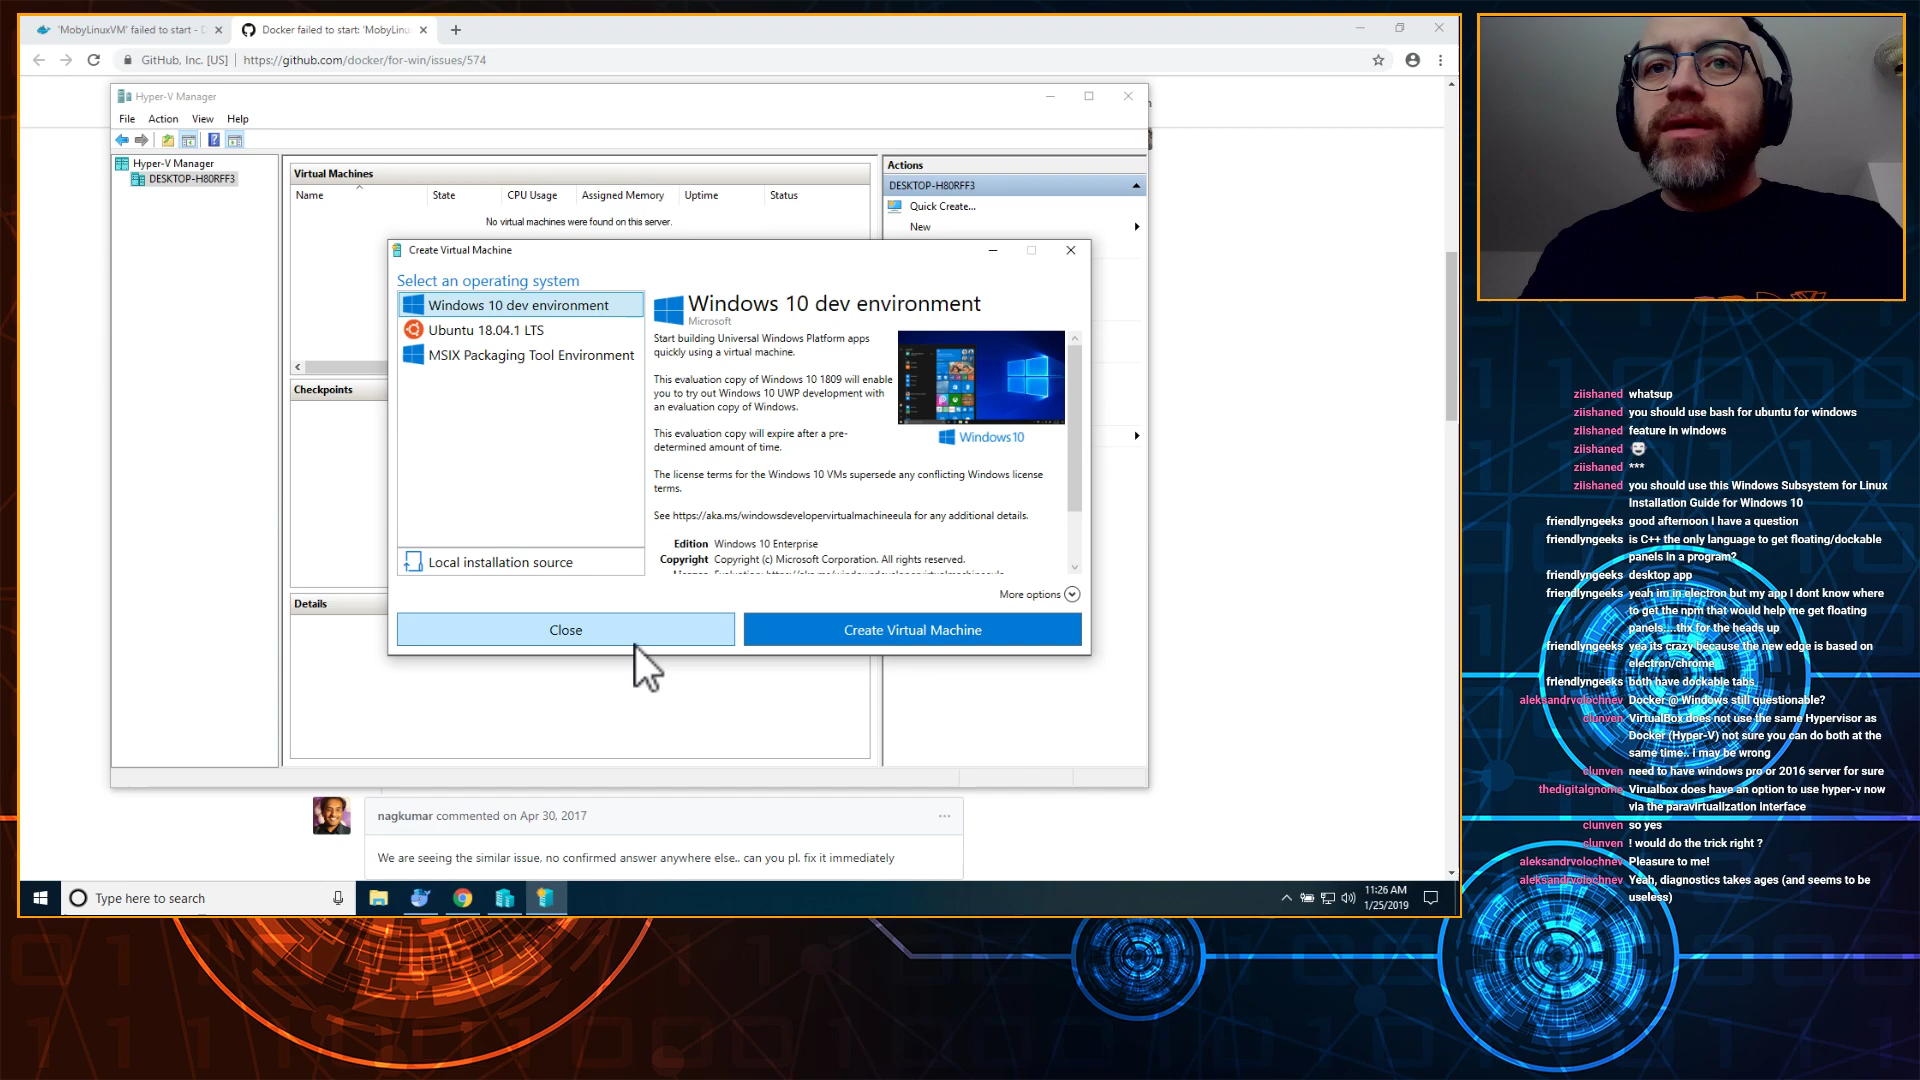 'MobyLinuxVM' failed to start - D
Docker failed to start: 'MobyLinu
GitHub, Inc. [US]
https://github.com/docker/for-win/issues/574
Hyper-V Manager
File Action View Help
Hyper-V Manager
DESKTOP-H80RFF3
Virtual Machines
Name State CPU Usage Assigned Memory Uptime Status
No virtual machines were found on this server.
Checkpoints
Details
Actions
DESKTOP-H80RFF3
Quick Create...
New
Create Virtual Machine
Select an operating system
Windows 10 dev environment
Ubuntu 18.04.1 LTS
MSIX Packaging Tool Environment
Local installation source
Windows 10 dev environment
Microsoft
Start building Universal Windows Platform apps
quickly using a virtual machine.
This evaluation copy of Windows 10 1809 will enable
you to try out Windows 10 UWP development with
an evaluation copy of Windows.
This evaluation copy will expire after a pre-
determined amount of time.
Windows10
The license terms for the Windows 10 VMs supersede any conflicting Windows license
terms.
See https://aka.ms/windowsdevelopervirtualmachineeula for any additional details.
Edition Windows 10 Enterprise
Copyright Copyright (c) Microsoft Corporation. All rights reserved.
More options
Close
Create Virtual Machine
nagkumar commented on Apr 30, 2017
We are seeing the similar issue, no confirmed answer anywhere else.. can you pl. fix it immediately
Type here to search
11:26 AM
1/25/2019
ziishaned whatsup
ziishaned you should use bash for ubuntu for windows
ziishaned feature in windows
ziishaned
ziishaned ***
ziishaned you should use this Windows Subsystem for Linux
Installation Guide for Windows 10
friendlyngeeks good afternoon I have a question
friendlyngeeks is C++ the only language to get floating/dockable
panels in a program?
friendlyngeeks desktop app
friendlyngeeks yeah im in electron but my app I dont know where
to get the npm that would help me get floating
panels....thx for the heads up
friendlyngeeks yea its crazy because the new edge is based on
electron/chrome
friendlyngeeks both have dockable tabs
aleksandrvolochnev Docker @ Windows still questionable?
clunven VirtualBox does not use the same Hypervisor as
Docker (Hyper-V) not sure you can do both at the
same time.. i may be wrong
clunven need to have windows pro or 2016 server for sure
thedigitalgnome Virualbox does have an option to use hyper-v now
via the paravirtualization interface
clunven so yes
clunven ! would do the trick right ?
aleksandrvolochnev Pleasure to me!
aleksandrvolochnev Yeah, diagnostics takes ages (and seems to be
useless)